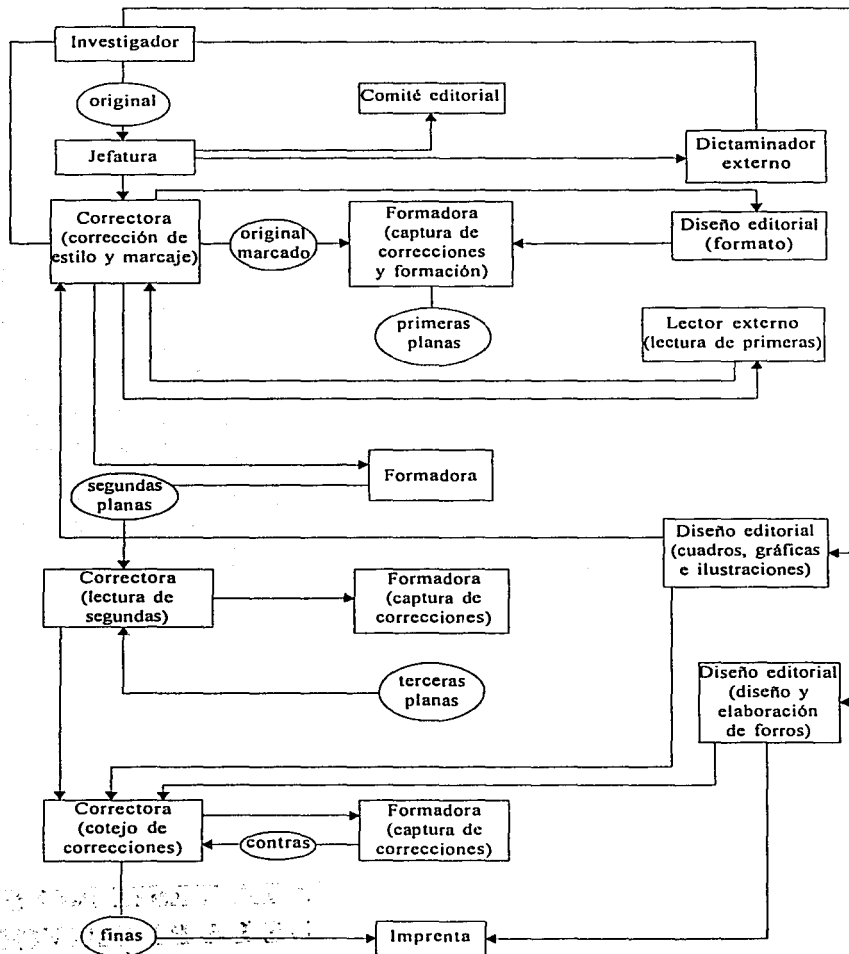 Investigador
original
Comité editorial
Jefatura
Dictaminador
externo
Correctora
(corrección de
estilo y marcaje)
original
marcado
Formadora
(captura de
correcciones
y formación)
Diseño editorial
(formato)
primeras
planas
Lector externo
(lectura de primeras)
segundas
planas
Formadora
Diseño editorial
(cuadros, gráficas
e ilustraciones)
Correctora
(lectura de
segundas)
Formadora
(captura de
correcciones)
terceras
planas
Diseño editorial
(diseño y
elaboración
de forros)
Correctora
(cotejo de
correcciones)
contras
Formadora
(captura de
correcciones)
finas
Imprenta